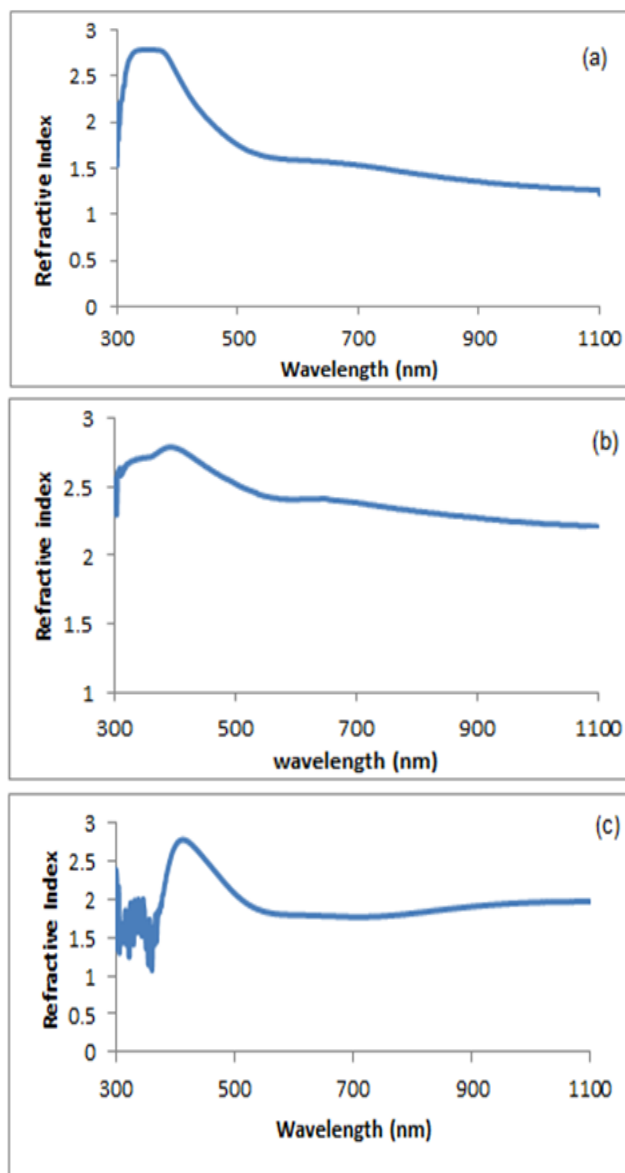 (a)
3
2.5
2
1.5
1
0.5
0
Refractive Index
300 500 700 900 1100
Wavelength (nm)
(b)
3
2.5
2
1.5
1
Refractive index
300 500 700 900 1100
wavelength (nm)
(c)
3
2.5
2
1.5
1
0.5
0
Refractive Index
300 500 700 900 1100
Wavelength (nm)